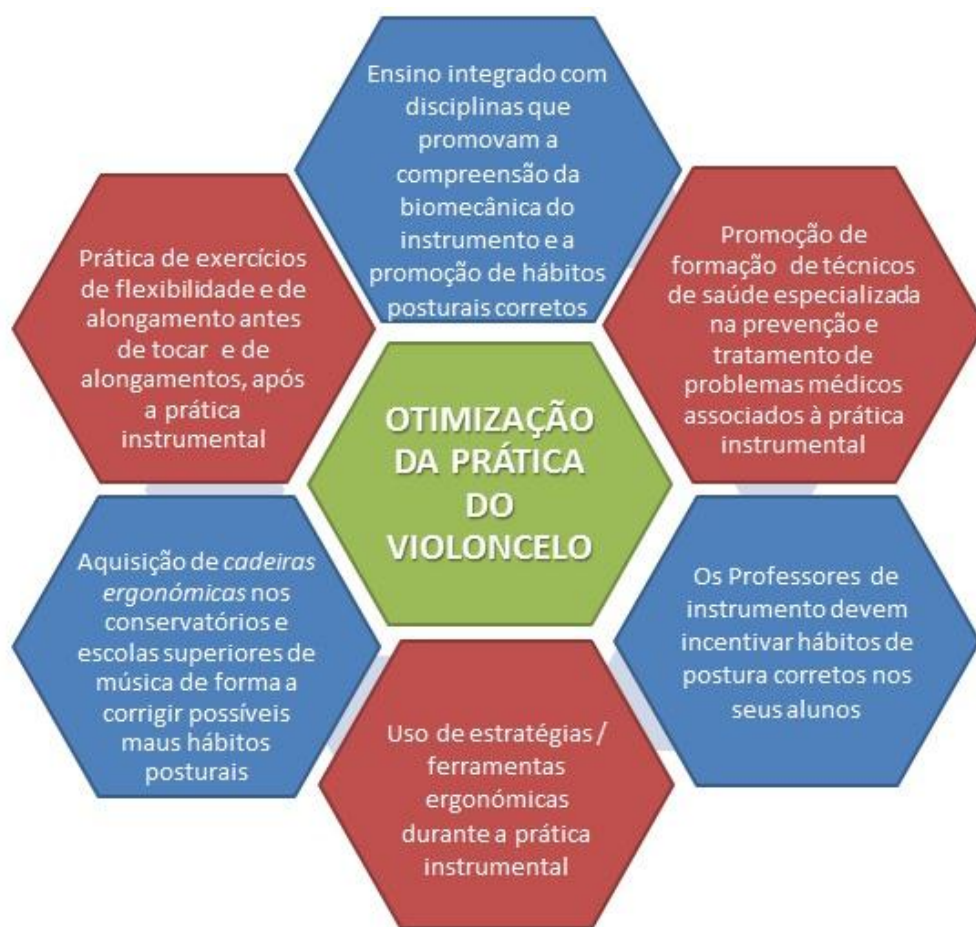 Ensino integrado com
disciplinas que
promovam a
compreensão da
biomecânica do
instrumento e a
promoção de hábitos
posturais corretos
Promoção de
formação de técnicos
de saúde especializada
na prevenção e
tratamento de
problemas médicos
associados à prática
instrumental
Os Professores de
instrumento devem
incentivar hábitos de
postura corretos nos
seus alunos
Uso de estratégias /
ferramentas
ergonómicas
durante a prática
instrumental
Aquisição de cadeiras
ergonómicas nos
conservatórios e
escolas superiores de
música de forma a
corrigir possíveis
maus hábitos
posturais
Prática de exercícios
de flexibilidade e de
alongamento antes
de tocar e de
alongamentos, após
a prática
instrumental
OTIMIZAÇÃO
DA PRÁTICA
DO
VIOLONCELO